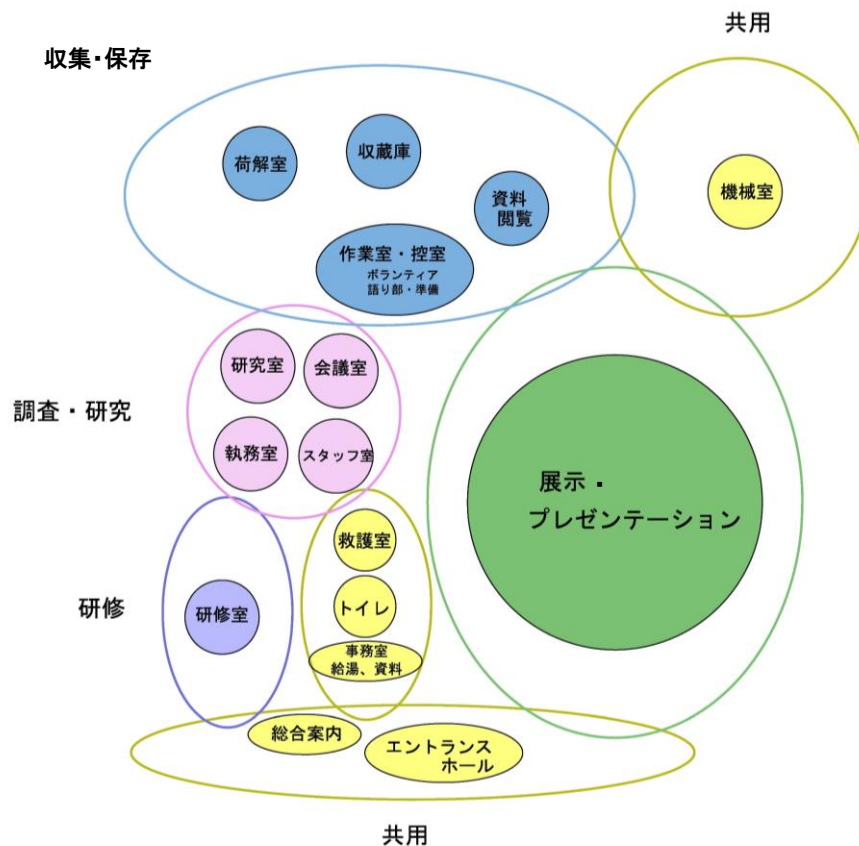 共用
収集・保存
荷解室
収蔵庫
資料
閲覧
機械室
作業室・控室
ボランティア
語り部・準備
研究室
会議室
調査・研究
執務室
スタッフ室
展示・
プレゼンテーション
救護室
研修
研修室
トイレ
事務室
給湯、資料
総合案内
エントランス
ホール
共用